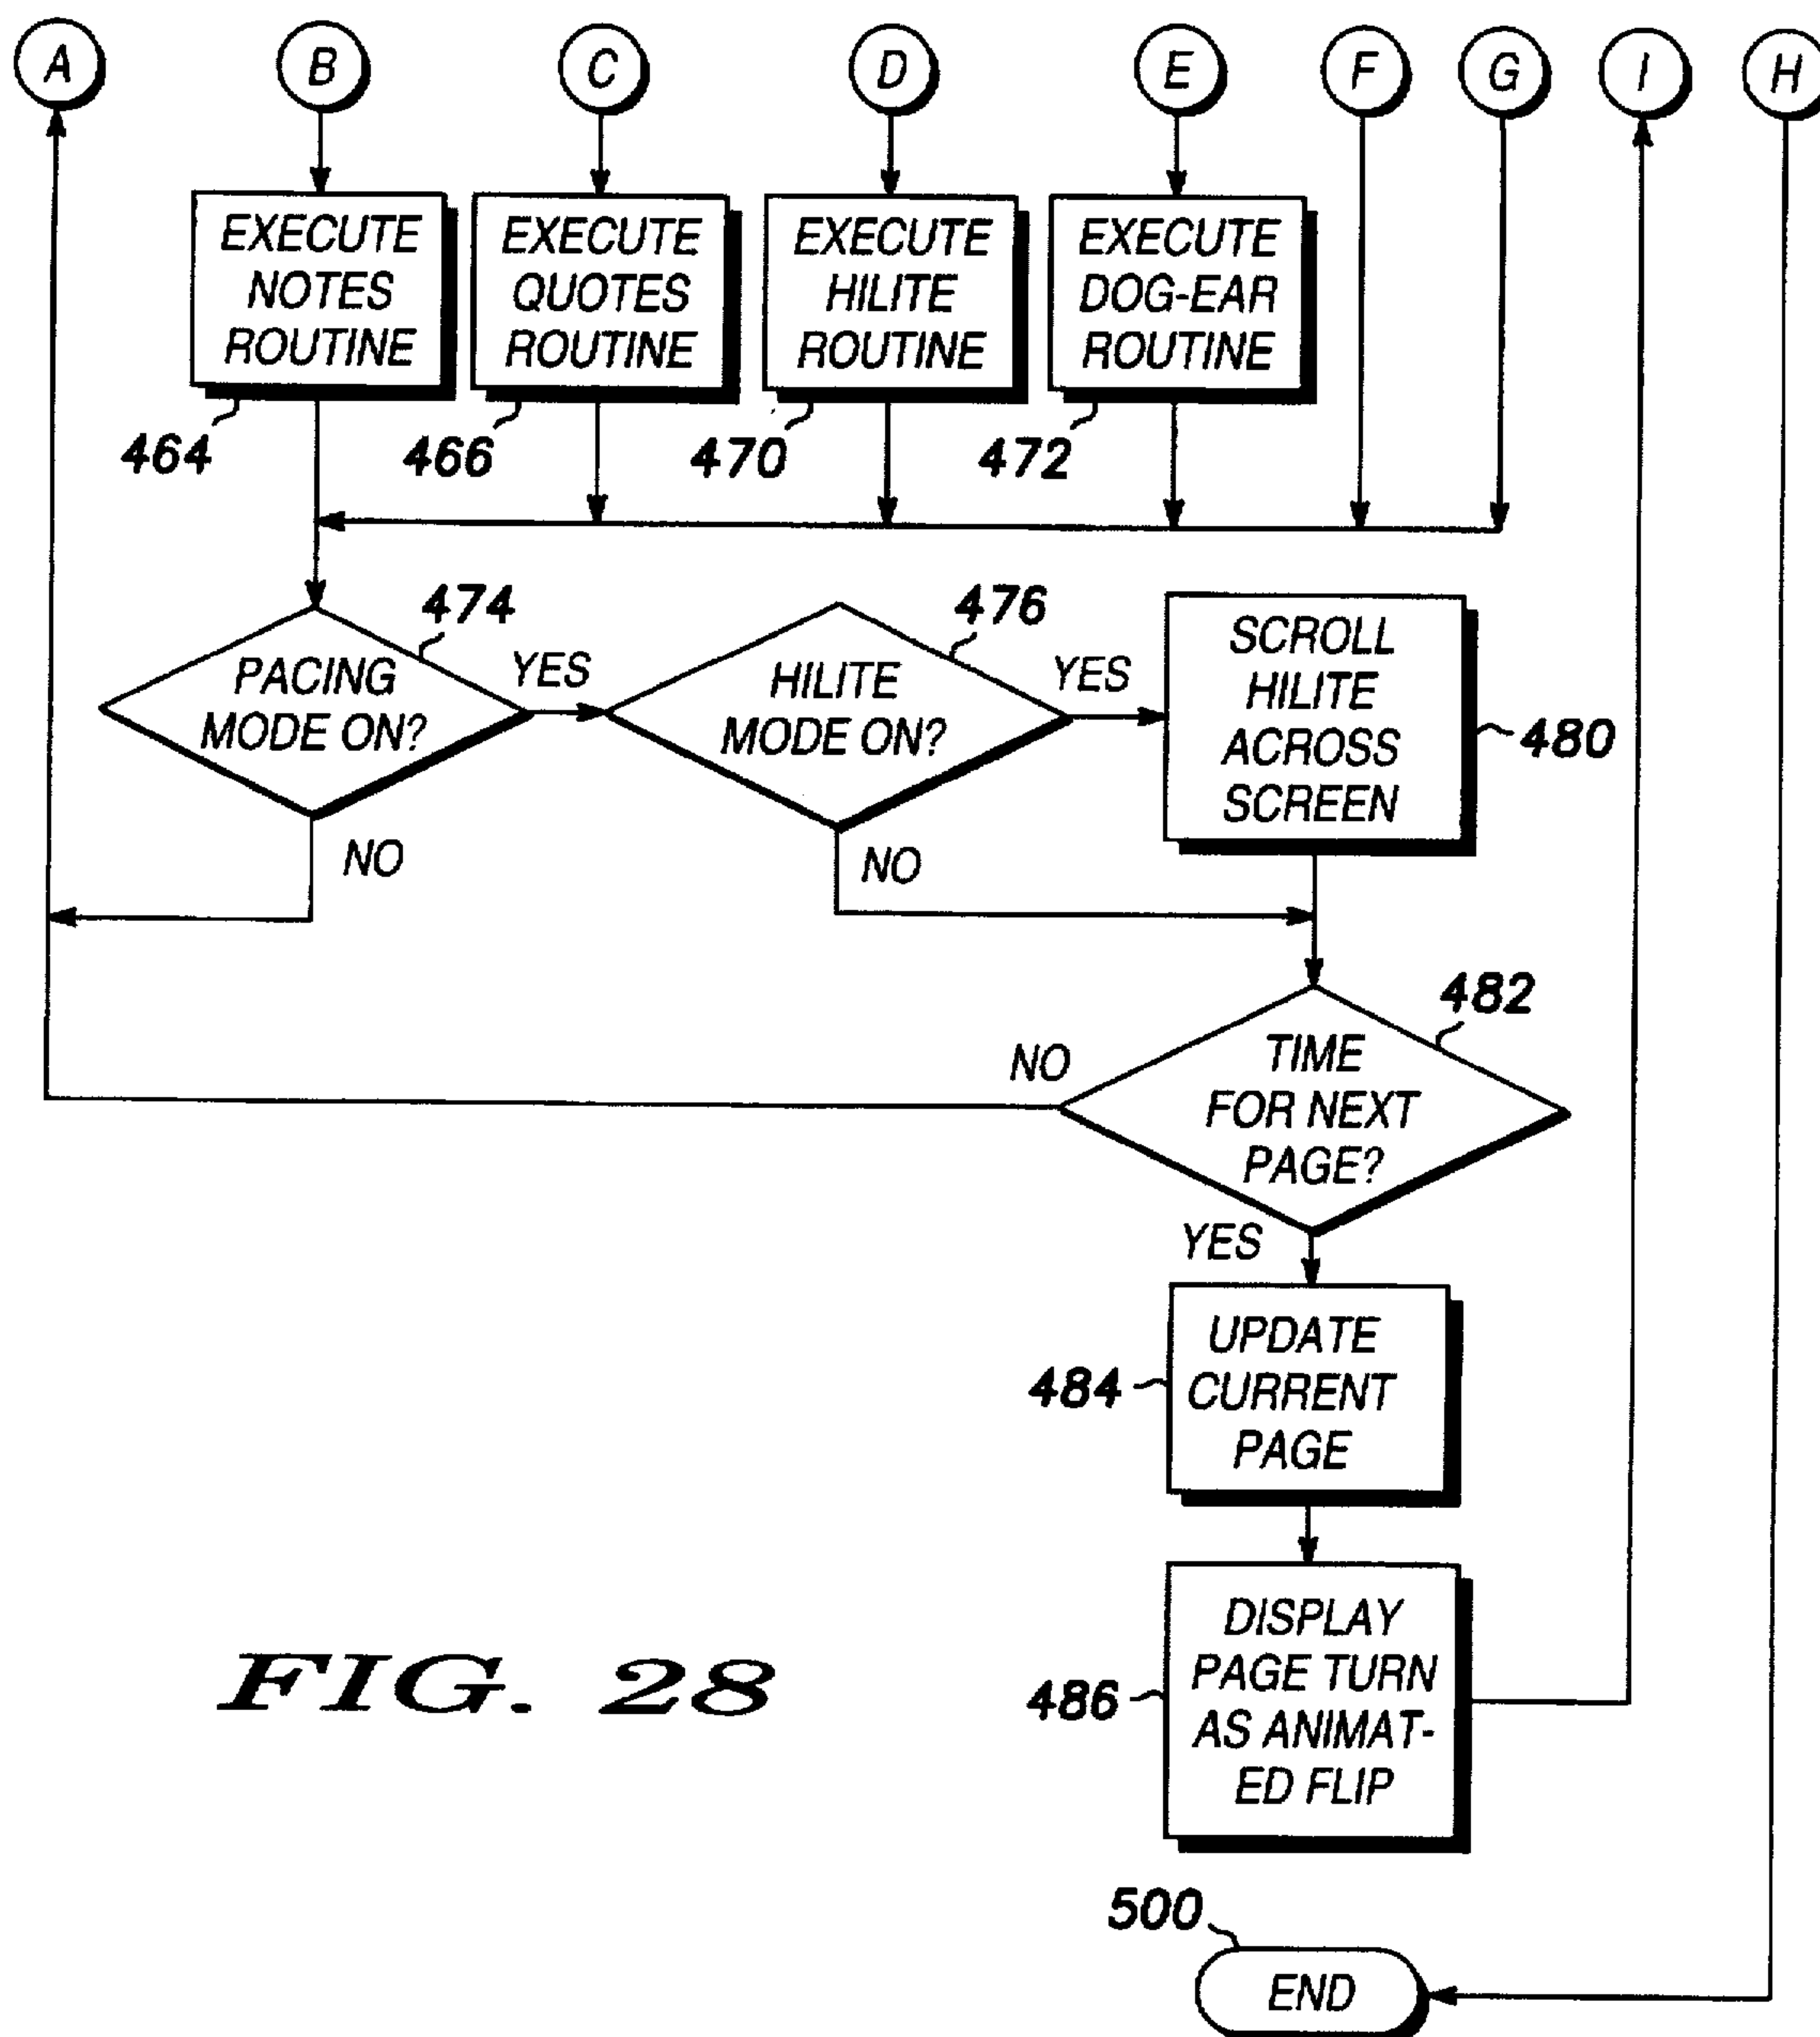 A B C D E F G I H
EXECUTE
NOTES
ROUTINE
EXECUTE
QUOTES
ROUTINE
EXECUTE
HILITE
ROUTINE
EXECUTE
DOG-EAR
ROUTINE
464
466
470
472
474
PACING
MODE ON?
YES
NO
476
HILITE
MODE ON?
YES
NO
SCROLL
HILITE
ACROSS
SCREEN
480
482
TIME
FOR NEXT
PAGE?
NO
YES
UPDATE
CURRENT
PAGE
484
DISPLAY
PAGE TURN
AS ANIMAT-
ED FLIP
486
FIG. 28
500
END